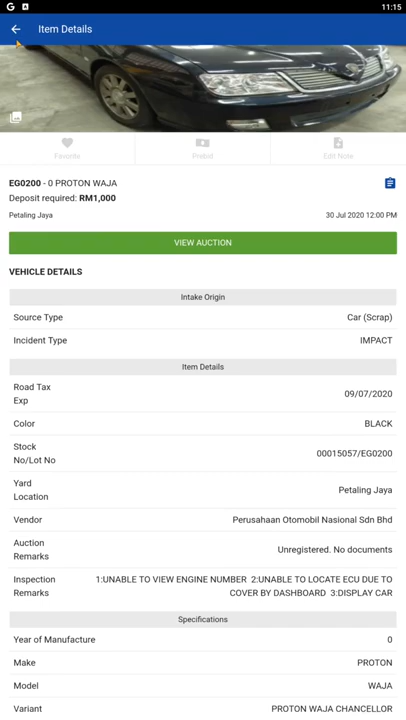 11:15
Item Details
Favorite
Prebid
Edit Note
EG0200 - 0 PROTON WAJA
Deposit required: RM1,000
Petaling Jaya
30 Jul 2020 12:00 PM
VIEW AUCTION
VEHICLE DETAILS
Intake Origin
Source Type
Car (Scrap)
Incident Type
IMPACT
Item Details
Road Tax
Exp
09/07/2020
Color
BLACK
Stock
No/Lot No
00015057/EG0200
Yard
Location
Petaling Jaya
Vendor
Perusahaan Otomobil Nasional Sdn Bhd
Auction
Remarks
Unregistered. No documents
Inspection
Remarks
1:UNABLE TO VIEW ENGINE NUMBER 2:UNABLE TO LOCATE ECU DUE TO
COVER BY DASHBOARD 3:DISPLAY CAR
Specifications
Year of Manufacture
0
Make
PROTON
Model
WAJA
Variant
PROTON WAJA CHANCELLOR